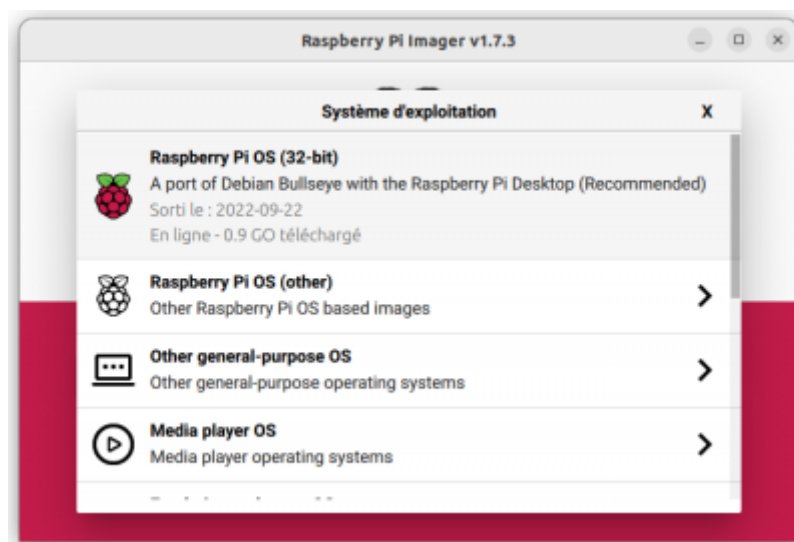 Raspberry Pi Imager v1.7.3
Système d'exploitation X
Raspberry Pi OS (32-bit)
A port of Debian Bullseye with the Raspberry Pi Desktop (Recommended)
Sorti le : 2022-09-22
En ligne - 0.9 GO téléchargé
Raspberry Pi OS (other)
Other Raspberry Pi OS based images
Other general-purpose OS
Other general-purpose operating systems
Media player OS
Media player operating systems